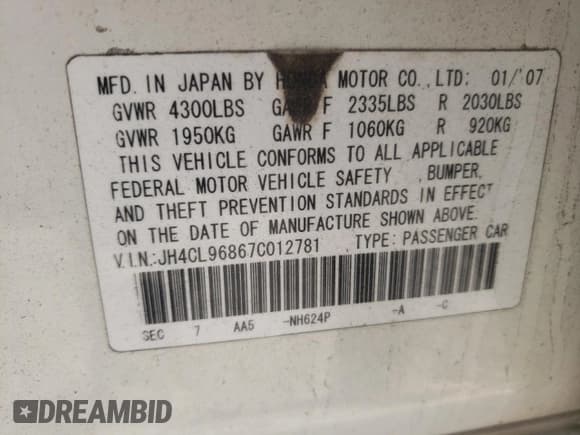 MFD. IN JAPAN BY HONDA MOTOR CO., LTD: 01/'07
GVWR 4300LBS GAWR F 2335LBS R 2030LBS
GVWR 1950KG GAWR F 1060KG R 920KG
THIS VEHICLE CONFORMS TO ALL APPLICABLE
FEDERAL MOTOR VEHICLE SAFETY , BUMPER,
AND THEFT PREVENTION STANDARDS IN EFFECT
ON THE DATE OF MANUFACTURE SHOWN ABOVE.
V.I.N.:JH4CL96867C012781 TYPE: PASSENGER CAR
SEC 7 AA5 -NH624P -A -C
DREAMBID